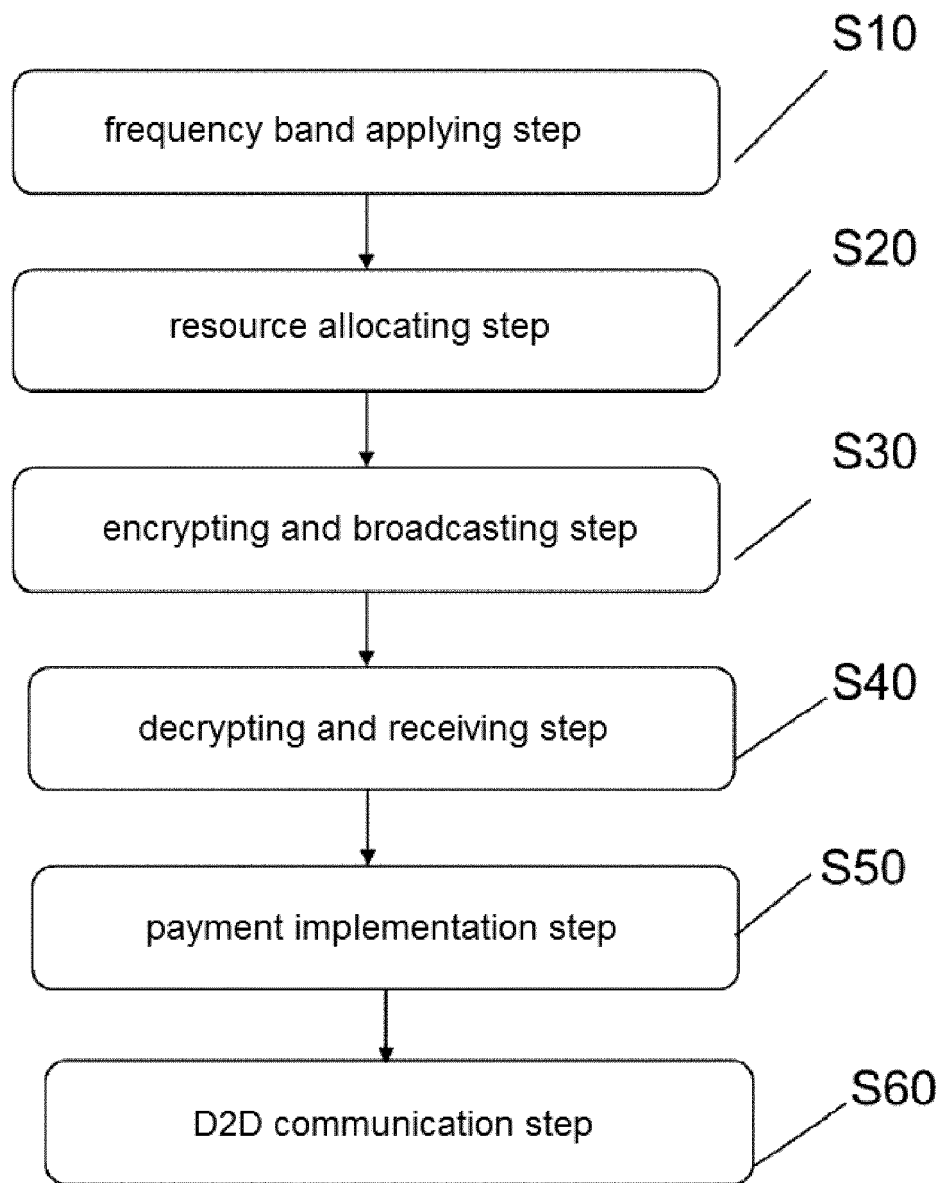 S10
frequency band applying step
S20
resource allocating step
S30
encrypting and broadcasting step
S40
decrypting and receiving step
S50
payment implementation step
S60
D2D communication step